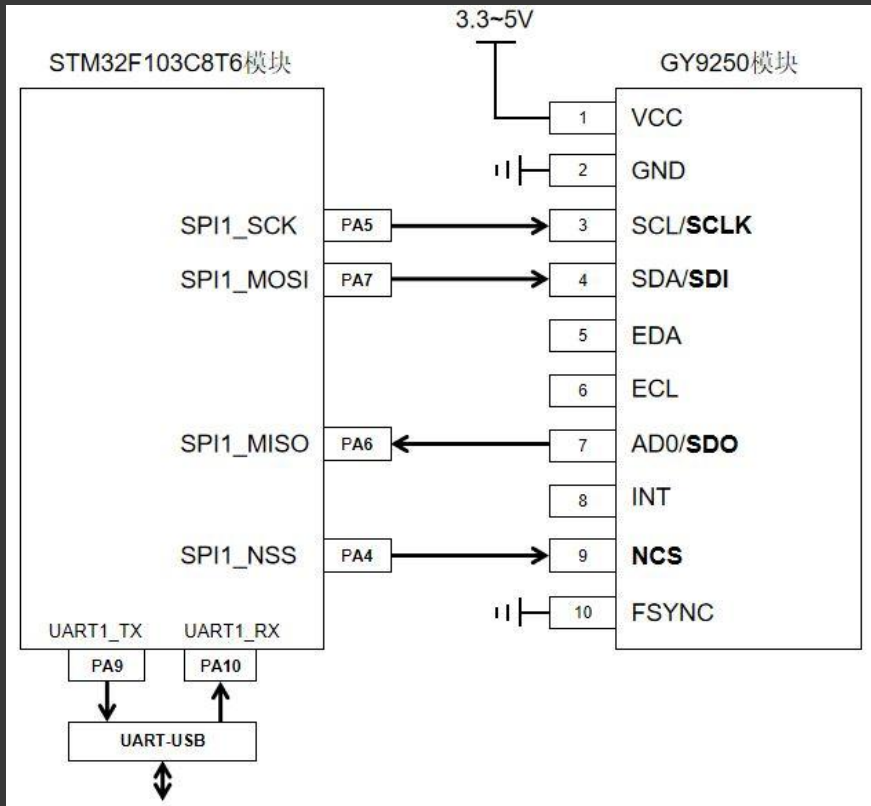 3.3~5V
STM32F103C8T6模块
GY9250模块
1 VCC
2 GND
SPI1_SCK PA5 3 SCL/SCLK
SPI1_MOSI PA7 4 SDA/SDI
5 EDA
6 ECL
SPI1_MISO PA6 7 AD0/SDO
8 INT
SPI1_NSS PA4 9 NCS
10 FSYNC
UART1_TX UART1_RX
PA9 PA10
UART-USB